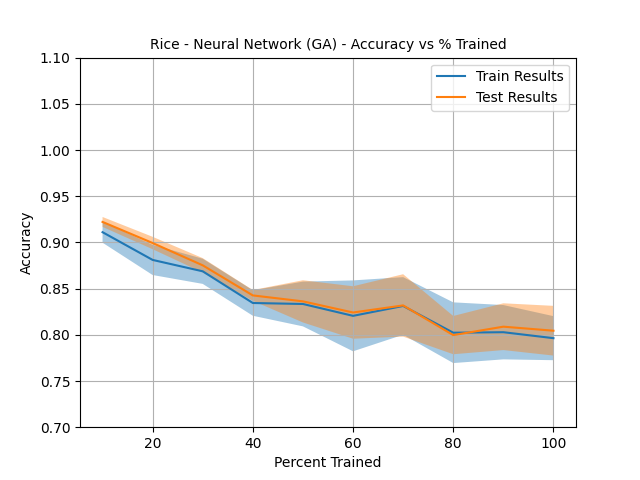 Rice - Neural Network (GA) - Accuracy vs % Trained
1.10
1.05
1.00
0.95
0.90
0.85
0.80
0.75
0.70
Accuracy
Train Results
Test Results
20
40
60
80
100
Percent Trained